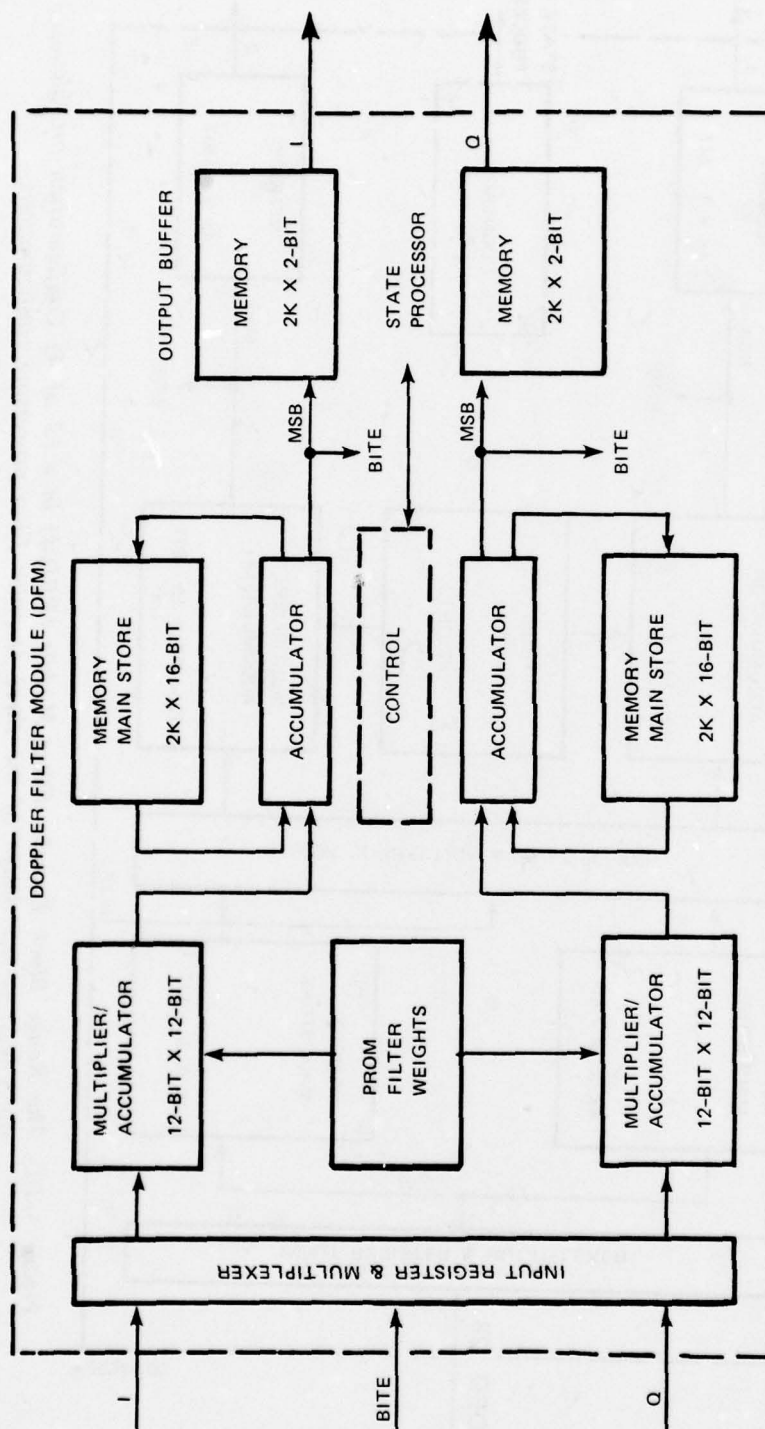 DOPPLER FILTER MODULE (DFM)
I
BITE
Q
INPUT REGISTER & MULTIPLEXER
MULTIPLIER/
ACCUMULATOR
12-BIT X 12-BIT
PROM
FILTER
WEIGHTS
MULTIPLIER/
ACCUMULATOR
12-BIT X 12-BIT
MEMORY
MAIN STORE
2K X 16-BIT
ACCUMULATOR
CONTROL
ACCUMULATOR
MEMORY
MAIN STORE
2K X 16-BIT
MSB
BITE
STATE
PROCESSOR
MSB
BITE
OUTPUT BUFFER
MEMORY
2K X 2-BIT
I
MEMORY
2K X 2-BIT
Q